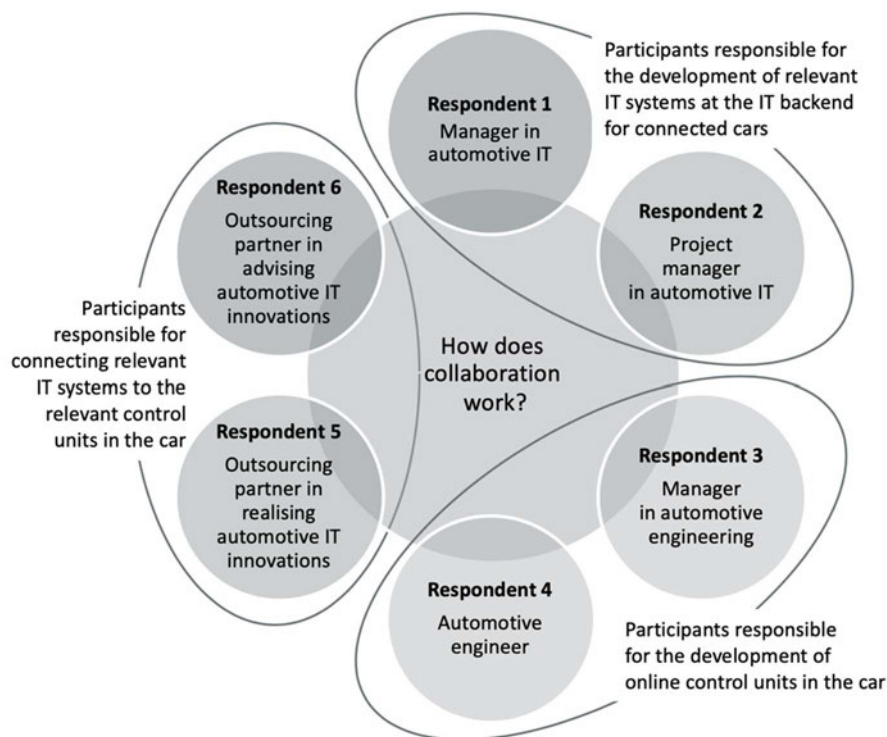 Participants responsible for
the development of relevant
IT systems at the IT backend
for connected cars
Respondent 1
Manager in
automotive IT
Respondent 2
Project
manager
in automotive IT
Respondent 6
Outsourcing
partner in
advising
automotive IT
innovations
Participants
responsible for
connecting relevant
IT systems to the
relevant control
units in the car
How does
collaboration
work?
Respondent 5
Outsourcing
partner in
realising
automotive IT
innovations
Respondent 3
Manager
in automotive
engineering
Respondent 4
Automotive
engineer
Participants responsible
for the development of
online control units in the car